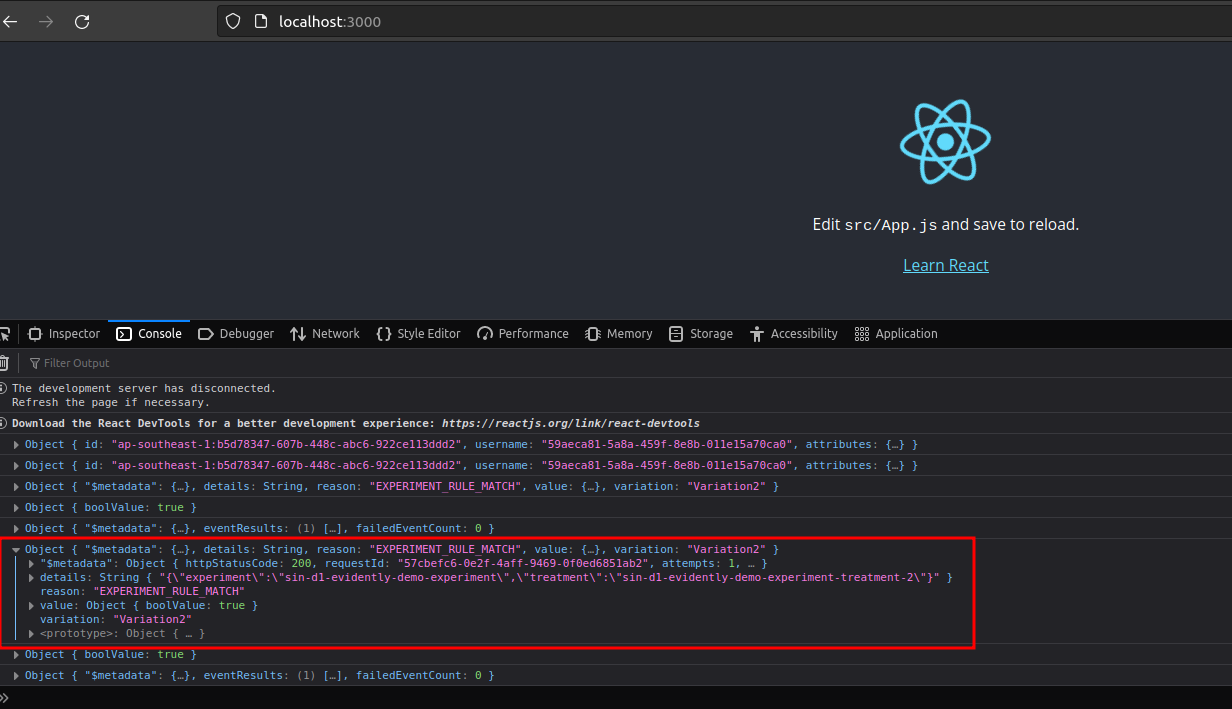 localhost:3000
Edit src/App.js and save to reload.
Learn React
Inspector Console Debugger Network Style Editor Performance Memory Storage Accessibility Application
Filter Output
The development server has disconnected.
Refresh the page if necessary.
Download the React DevTools for a better development experience: https://reactjs.org/link/react-devtools
Object { id: "ap-southeast-1:b5d78347-607b-448c-abc6-922ce113ddd2", username: "59aeca81-5a8a-459f-8e8b-011e15a70ca0", attributes: {…} }
Object { id: "ap-southeast-1:b5d78347-607b-448c-abc6-922ce113ddd2", username: "59aeca81-5a8a-459f-8e8b-011e15a70ca0", attributes: {…} }
Object { "$metadata": {…}, details: String, reason: "EXPERIMENT_RULE_MATCH", value: {…}, variation: "Variation2" }
Object { boolValue: true }
Object { "$metadata": {…}, eventResults: (1) […], failedEventCount: 0 }
Object { "$metadata": {…}, details: String, reason: "EXPERIMENT_RULE_MATCH", value: {…}, variation: "Variation2" }
"$metadata": Object { httpStatusCode: 200, requestId: "57cbefc6-0e2f-4aff-9469-0f0ed6851ab2", attempts: 1, … }
details: String { "{\"experiment\":\"sin-d1-evidently-demo-experiment\",\"treatment\":\"sin-d1-evidently-demo-experiment-treatment-2\"}" }
reason: "EXPERIMENT_RULE_MATCH"
value: Object { boolValue: true }
variation: "Variation2"
<prototype>: Object { … }
Object { boolValue: true }
Object { "$metadata": {…}, eventResults: (1) […], failedEventCount: 0 }